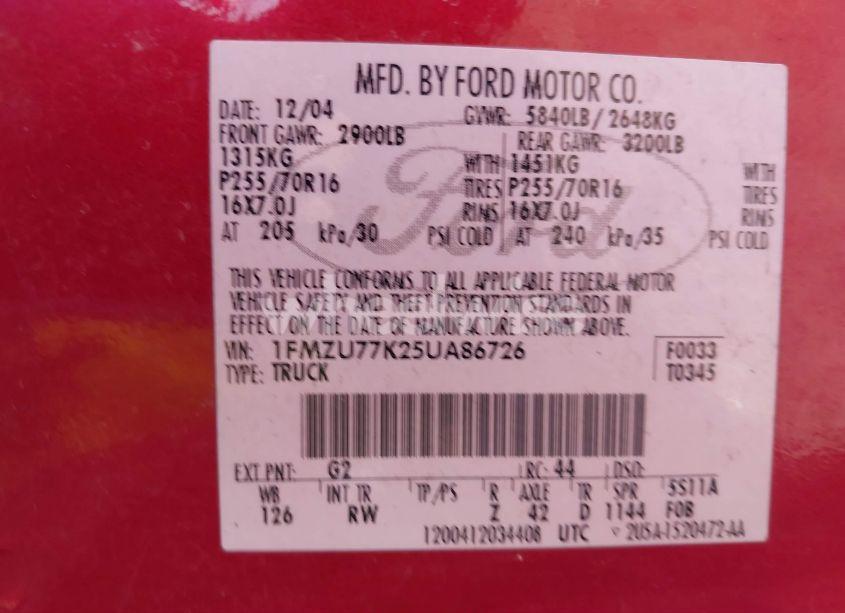 MFD. BY FORD MOTOR CO.
DATE: 12/04 GVWR: 5840LB / 2648KG
FRONT GAWR: 2900LB REAR GAWR: 3200LB
1315KG WITH 1451KG WITH
P255/70R16 TIRES P255/70R16 TIRES
16X7.0J RIMS 16X7.0J RIMS
AT 205 kPa/30 PSI COLD AT 240 kPa/35 PSI COLD
Ford
THIS VEHICLE CONFORMS TO ALL APPLICABLE FEDERAL MOTOR
VEHICLE SAFETY AND THEFT PREVENTION STANDARDS IN
EFFECT ON THE DATE OF MANUFACTURE SHOWN ABOVE.
VIN: 1FMZU77K25UA86726 F0033
TYPE: TRUCK T0345
EXT PNT: G2 RC: 44 DSO:
WB INT TR TP/PS R AXLE TR SPR 5S11A
126 RW Z 42 D 1144 F0B
1200412034408 UTC ▽ 2U5A-1520472-AA